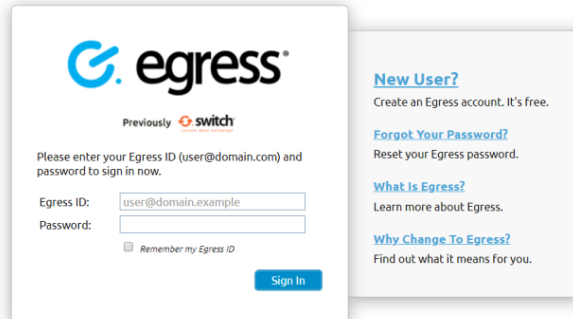 egress
Previously switch
secure data exchange
Please enter your Egress ID (user@domain.com) and
password to sign in now.
Egress ID: user@domain.example
Password:
Remember my Egress ID
Sign In
New User?
Create an Egress account. It's free.
Forgot Your Password?
Reset your Egress password.
What Is Egress?
Learn more about Egress.
Why Change To Egress?
Find out what it means for you.